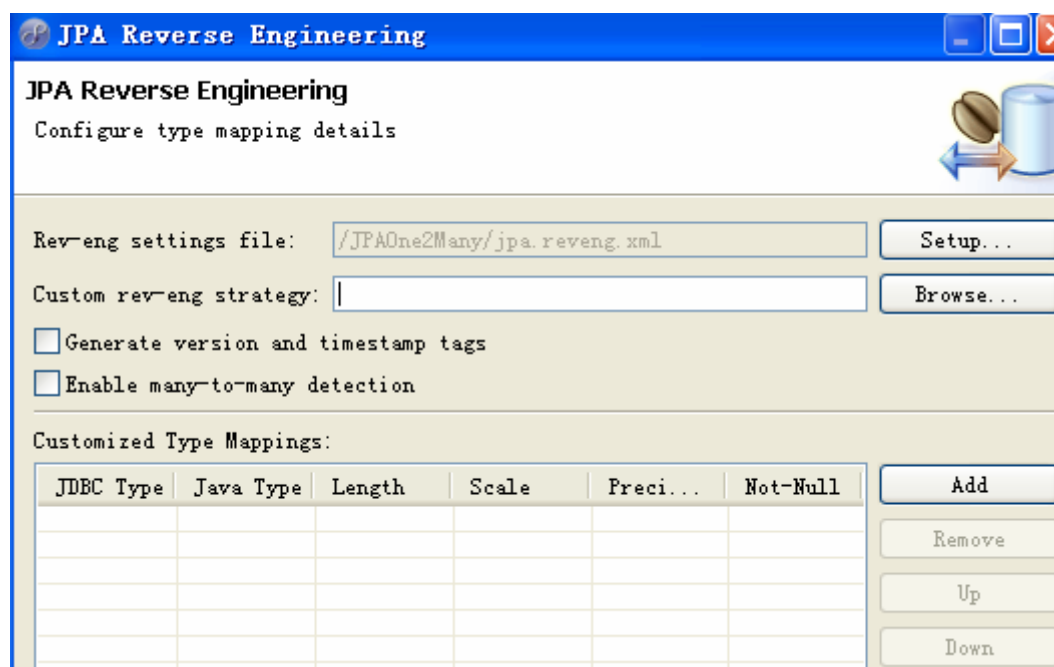 JPA Reverse Engineering
JPA Reverse Engineering
Configure type mapping details
Rev-eng settings file: /JPAOne2Many/jpa.reveng.xml Setup...
Custom rev-eng strategy: Browse...
Generate version and timestamp tags
Enable many-to-many detection
Customized Type Mappings:
JDBC Type Java Type Length Scale Preci... Not-Null Add
Remove
Up
Down